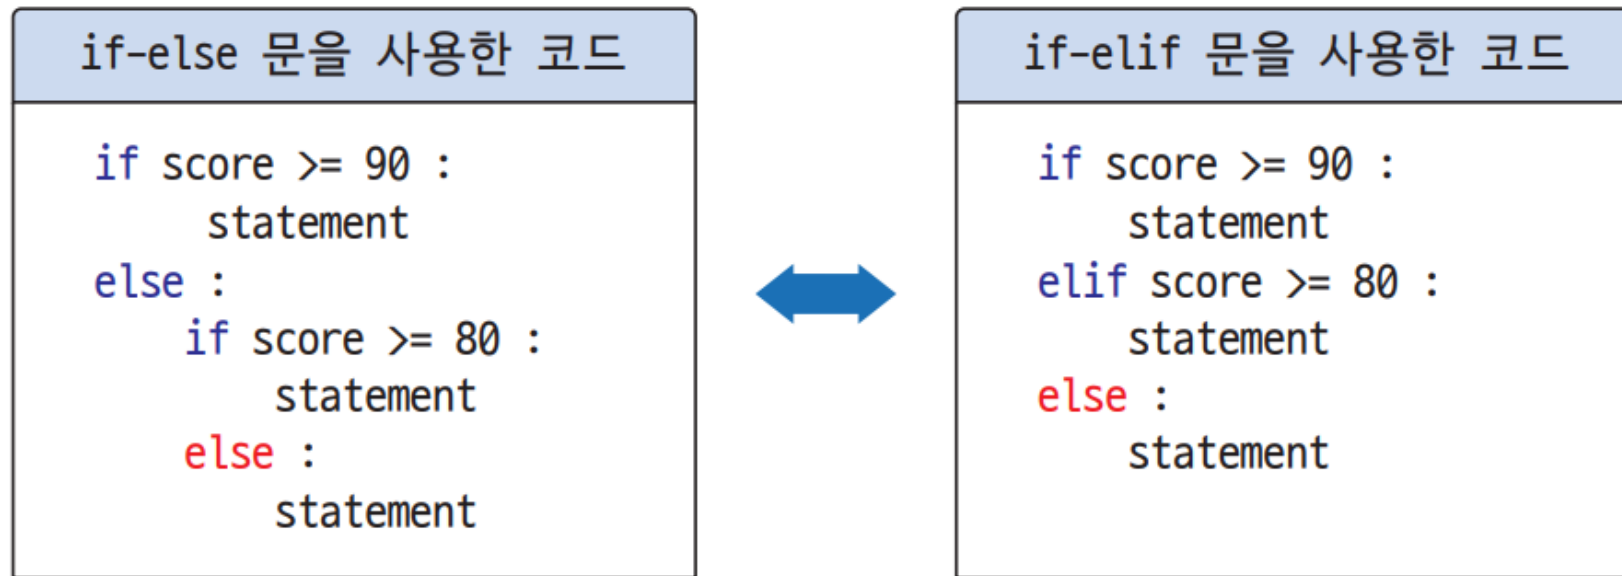 if-else 문을 사용한 코드
if score >= 90 :
statement
else :
if score >= 80 :
statement
else :
statement
if-elif 문을 사용한 코드
if score >= 90 :
statement
elif score >= 80 :
statement
else :
statement